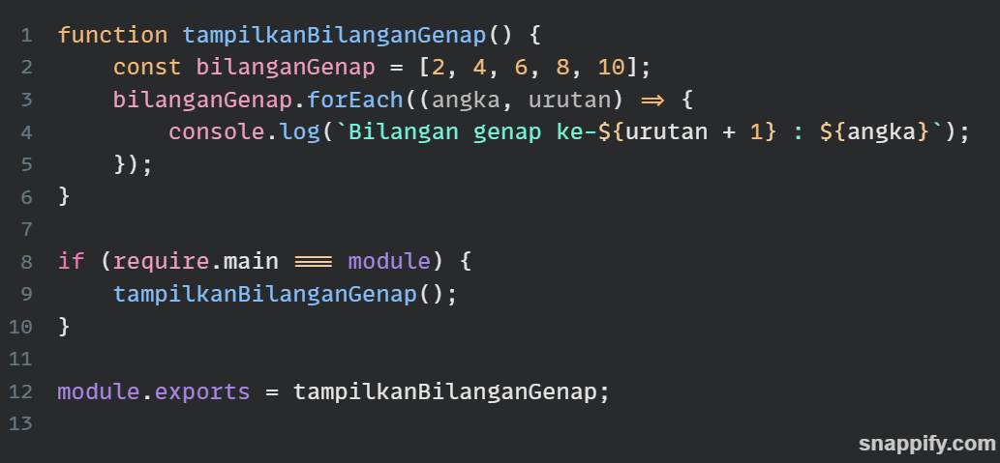 1 function tampilkanBilanganGenap() {
2     const bilanganGenap = [2, 4, 6, 8, 10];
3     bilanganGenap.forEach((angka, urutan) => {
4         console.log(`Bilangan genap ke-${urutan + 1} : ${angka}`);
5     });
6 }
7
8 if (require.main === module) {
9     tampilkanBilanganGenap();
10 }
11
12 module.exports = tampilkanBilanganGenap;
13
snappify.com